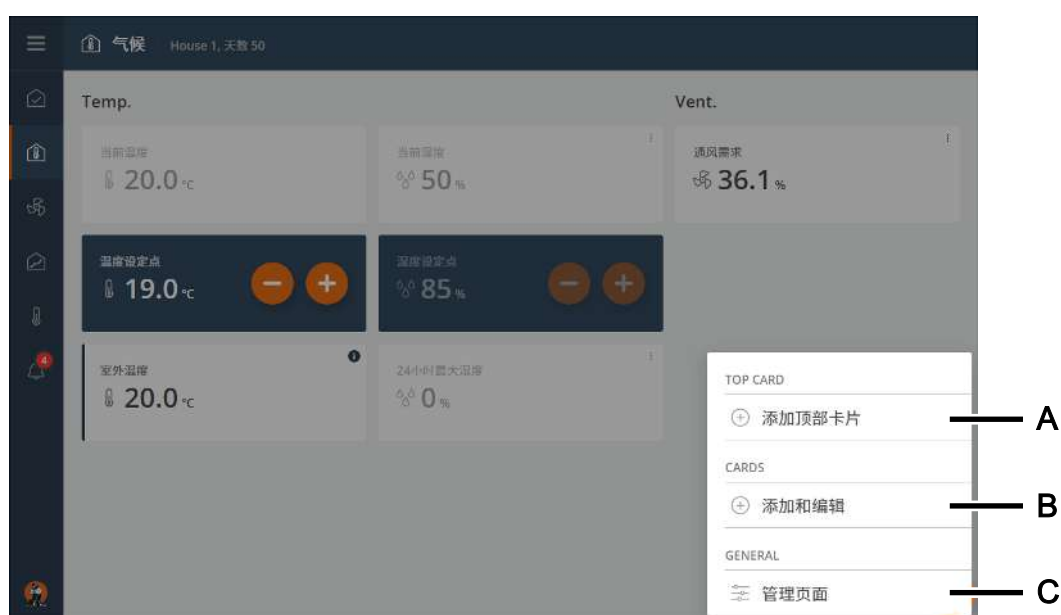 气候 House 1, 天数 50
Temp.
Vent.
当前温度
20.0 °C
当前湿度
50 %
通风需求
36.1 %
温度设定点
19.0 °C
湿度设定点
85 %
室外温度
20.0 °C
24小时最大湿度
0 %
4
TOP CARD
添加顶部卡片
A
CARDS
添加和编辑
B
GENERAL
管理页面
C